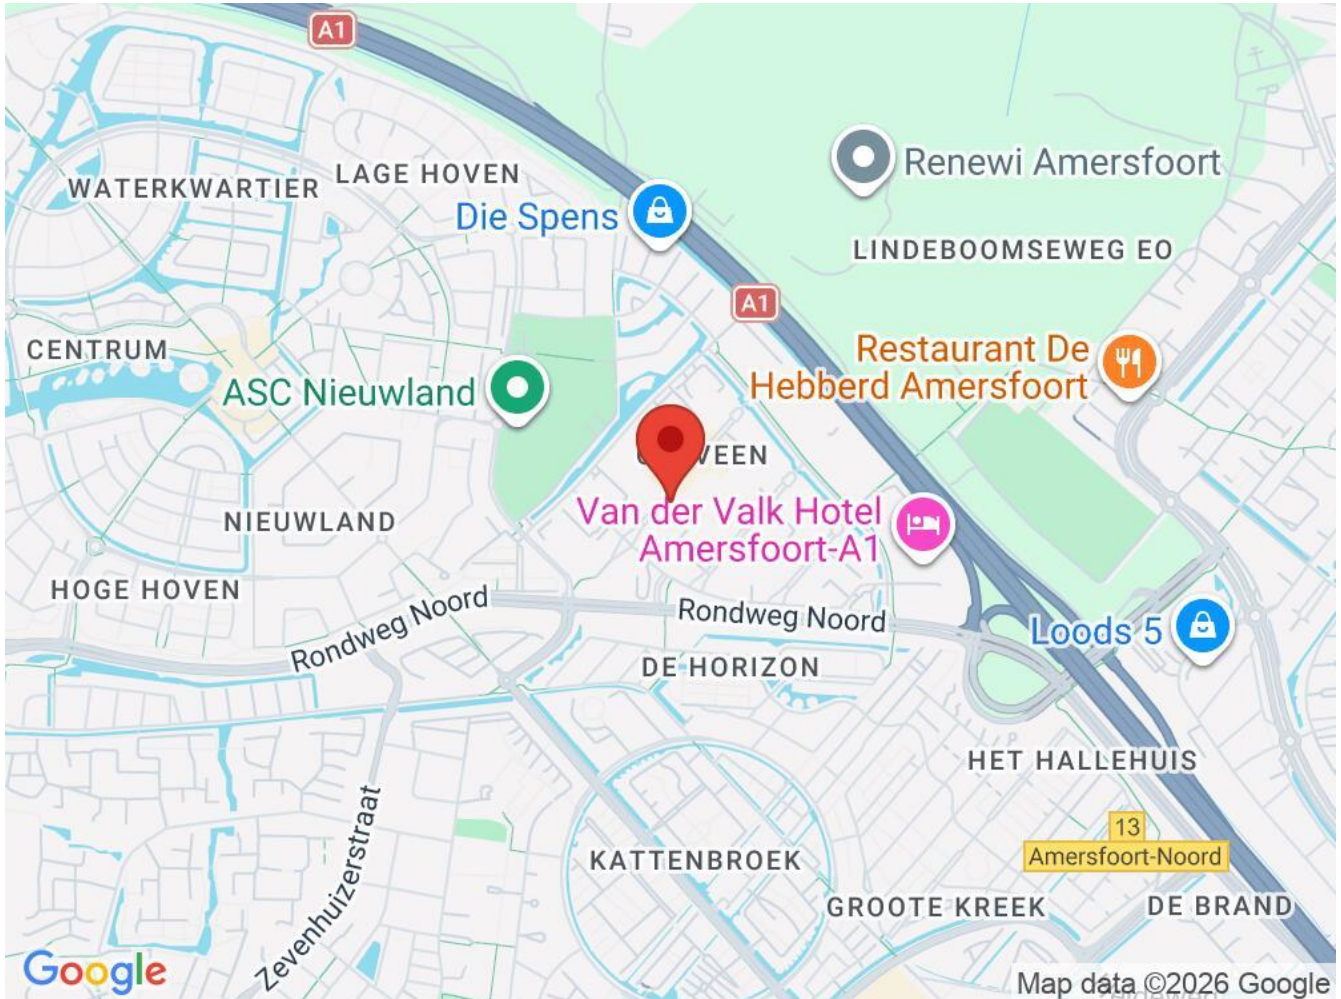 A1
LAGE HOVEN
WATERKWARTIER
Renewi Amersfoort
Die Spens
LINDEBOOMSEWEG EO
A1
CENTRUM
Restaurant De
Hebberd Amersfoort
ASC Nieuwland
VEEN
NIEUWLAND
Van der Valk Hotel
Amersfoort-A1
HOGE HOVEN
Rondweg Noord
Rondweg Noord
Loods 5
DE HORIZON
HET HALLEHUIS
Zevenhuizerstraat
13
Amersfoort-Noord
KATTENBROEK
GROOTE KREEK
DE BRAND
Google
Map data ©2026 Google